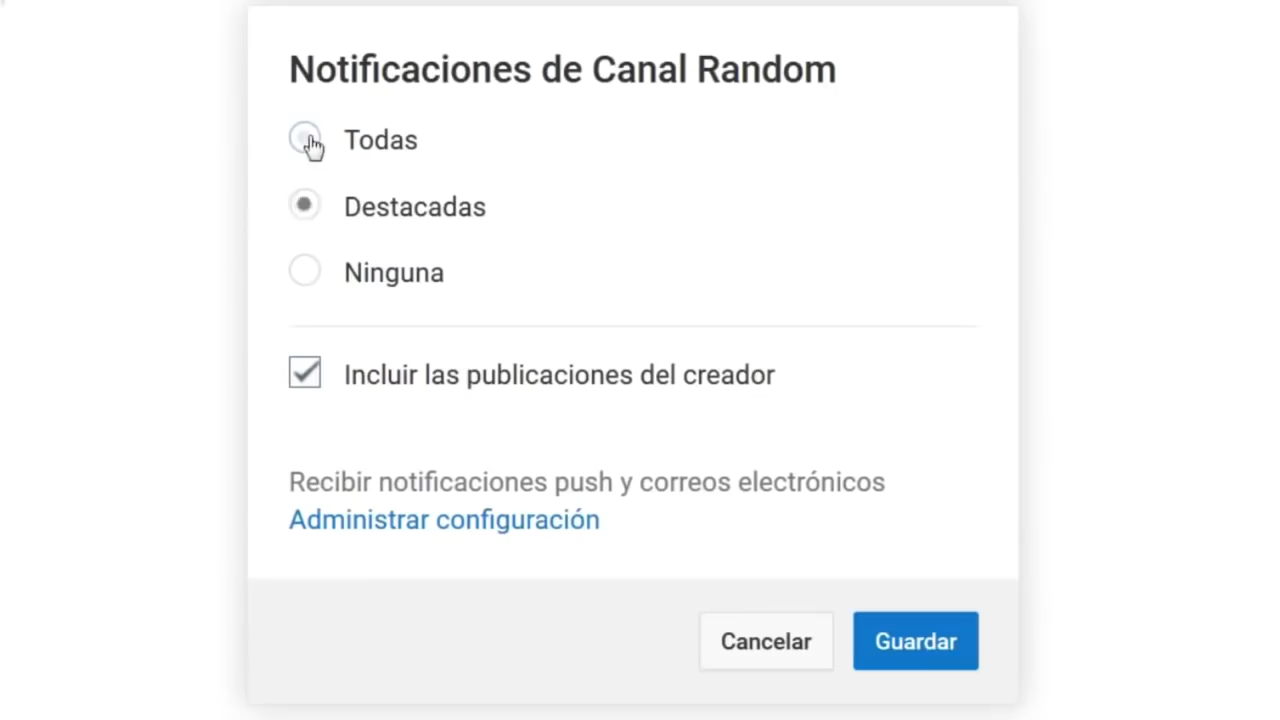 Notificaciones de Canal Random
Todas
Destacadas
Ninguna
Incluir las publicaciones del creador
Recibir notificaciones push y correos electrónicos
Administrar configuración
Cancelar
Guardar